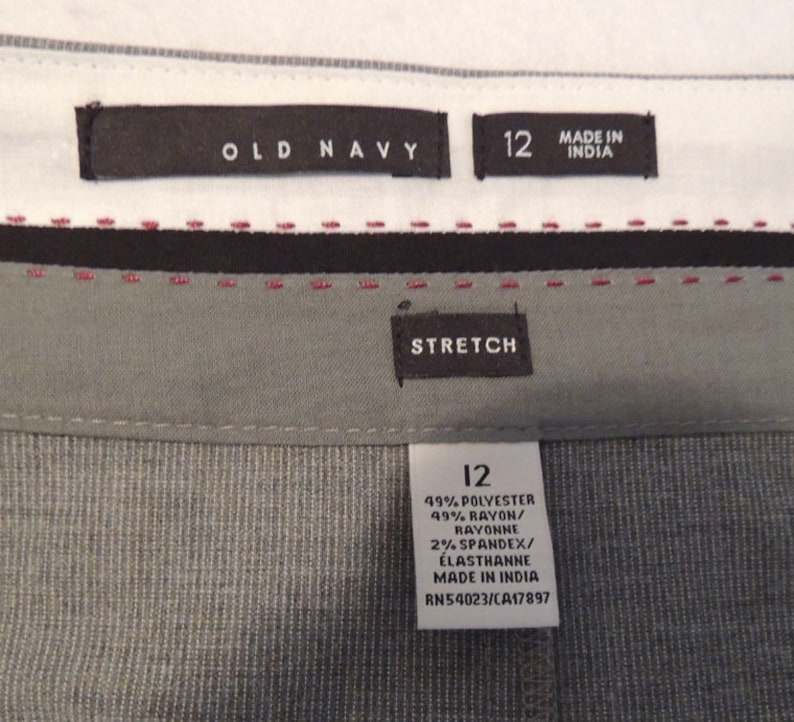 OLD NAVY
12
MADE IN
INDIA
STRETCH
12
49% POLYESTER
49% RAYON/
RAYONNE
2% SPANDEX/
ÉLASTHANNE
MADE IN INDIA
RN54023/CA17897